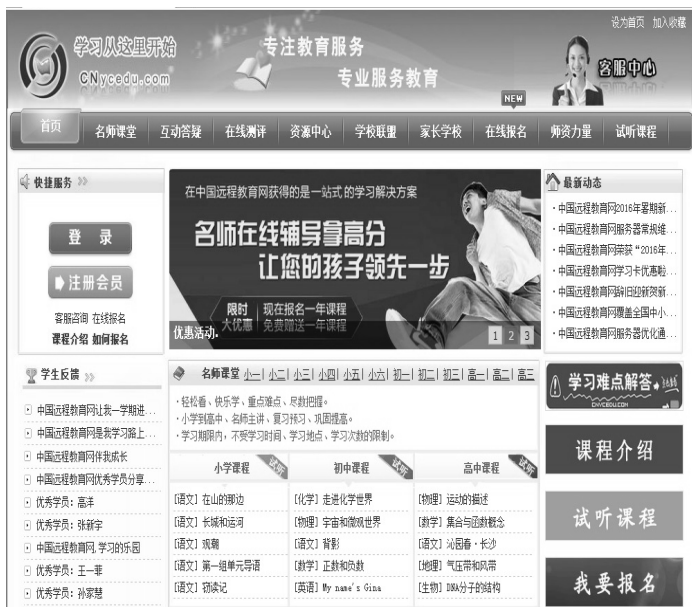 设为首页 加入收藏
学习从这里开始
CNycedu.com
专注教育服务
专业服务教育
客服中心
NEW
首页 名师课堂 互动答疑 在线测评 资源中心 学校联盟 家长学校 在线报名 师资力量 试听课程
快捷服务
登 录
注册会员
客服咨询 在线报名
课程介绍 如何报名
在中国远程教育网获得的是一站式的学习解决方案
名师在线辅导拿高分
让您的孩子领先一步
限时 大优惠
现在报名一年课程
免费赠送一年课程
优惠活动.
1 2 3
最新动态
·中国远程教育网2016年暑期新...
·中国远程教育网服务器常规维...
·中国远程教育网荣获“2016年...
·中国远程教育网学习卡优惠啦...
·中国远程教育网辞旧迎新贺新...
·中国远程教育网覆盖全国中小...
·中国远程教育网服务器优化通...
学生反馈
中国远程教育网让我一学期进...
中国远程教育网是我学习路上...
中国远程教育网伴我成长
中国远程教育网优秀学员分享...
优秀学员：高洋
优秀学员：张新宇
中国远程教育网,学习的乐园
优秀学员：王一菲
优秀学员：孙家慧
名师课堂 小一| 小二| 小三| 小四| 小五| 小六| 初一| 初二| 初三| 高一| 高二| 高三
·轻松看、快乐学、重点难点、尽数把握。
·小学到高中、名师主讲、复习预习、巩固提高。
·学习期限内，不受学习时间、学习地点、学习次数的限制。
小学课程 试听
[语文] 在山的那边
[语文] 长城和运河
[语文] 观潮
[语文] 第一组单元导语
[语文] 初读记
初中课程 试听
[化学] 走进化学世界
[物理] 宇宙和微观世界
[语文] 背影
[数学] 正数和负数
[英语] My name's Gina
高中课程 试听
[物理] 运动的描述
[数学] 集合与函数概念
[语文] 沁园春·长沙
[地理] 气压带和风带
[生物] DNA分子的结构
学习难点解答
CNYCEDU.COM
课程介绍
试听课程
我要报名